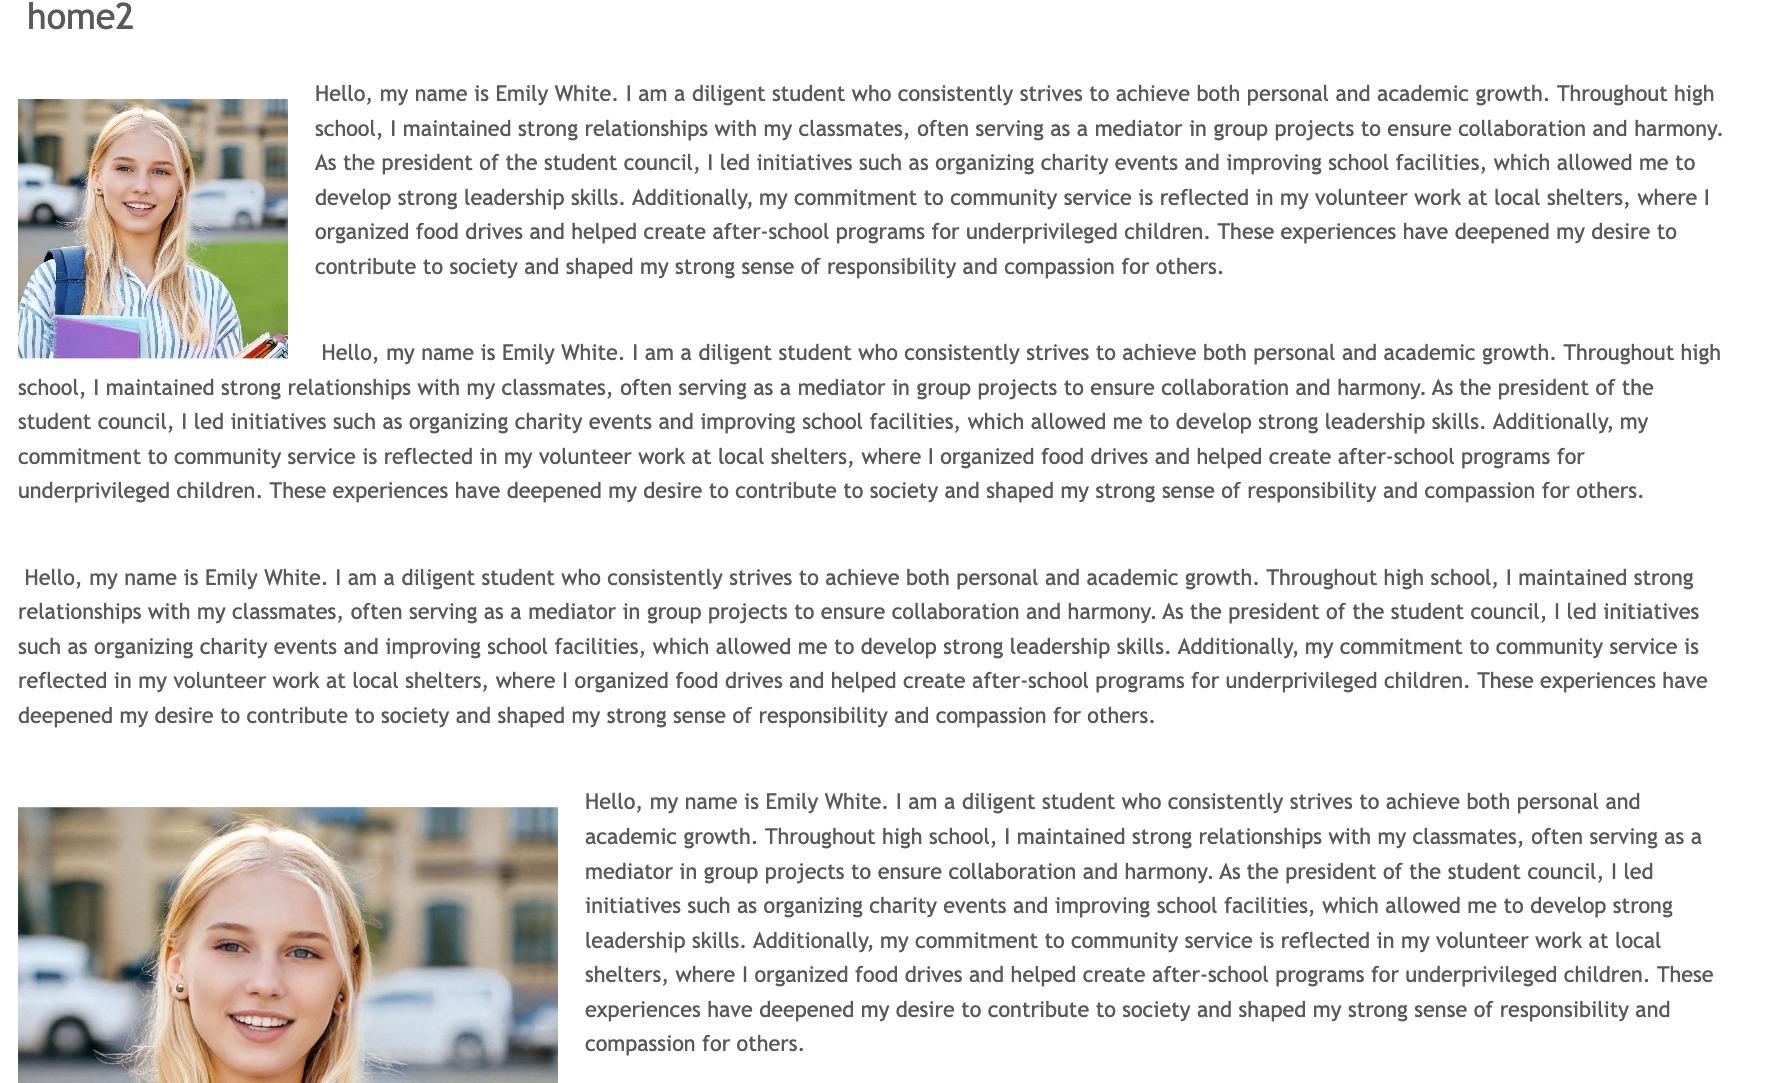 home2
Hello, my name is Emily White. I am a diligent student who consistently strives to achieve both personal and academic growth. Throughout high
school, I maintained strong relationships with my classmates, often serving as a mediator in group projects to ensure collaboration and harmony.
As the president of the student council, I led initiatives such as organizing charity events and improving school facilities, which allowed me to
develop strong leadership skills. Additionally, my commitment to community service is reflected in my volunteer work at local shelters, where I
organized food drives and helped create after-school programs for underprivileged children. These experiences have deepened my desire to
contribute to society and shaped my strong sense of responsibility and compassion for others.
Hello, my name is Emily White. I am a diligent student who consistently strives to achieve both personal and academic growth. Throughout high
school, I maintained strong relationships with my classmates, often serving as a mediator in group projects to ensure collaboration and harmony. As the president of the
student council, I led initiatives such as organizing charity events and improving school facilities, which allowed me to develop strong leadership skills. Additionally, my
commitment to community service is reflected in my volunteer work at local shelters, where I organized food drives and helped create after-school programs for
underprivileged children. These experiences have deepened my desire to contribute to society and shaped my strong sense of responsibility and compassion for others.
Hello, my name is Emily White. I am a diligent student who consistently strives to achieve both personal and academic growth. Throughout high school, I maintained strong
relationships with my classmates, often serving as a mediator in group projects to ensure collaboration and harmony. As the president of the student council, I led initiatives
such as organizing charity events and improving school facilities, which allowed me to develop strong leadership skills. Additionally, my commitment to community service is
reflected in my volunteer work at local shelters, where I organized food drives and helped create after-school programs for underprivileged children. These experiences have
deepened my desire to contribute to society and shaped my strong sense of responsibility and compassion for others.
Hello, my name is Emily White. I am a diligent student who consistently strives to achieve both personal and
academic growth. Throughout high school, I maintained strong relationships with my classmates, often serving as a
mediator in group projects to ensure collaboration and harmony. As the president of the student council, I led
initiatives such as organizing charity events and improving school facilities, which allowed me to develop strong
leadership skills. Additionally, my commitment to community service is reflected in my volunteer work at local
shelters, where I organized food drives and helped create after-school programs for underprivileged children. These
experiences have deepened my desire to contribute to society and shaped my strong sense of responsibility and
compassion for others.